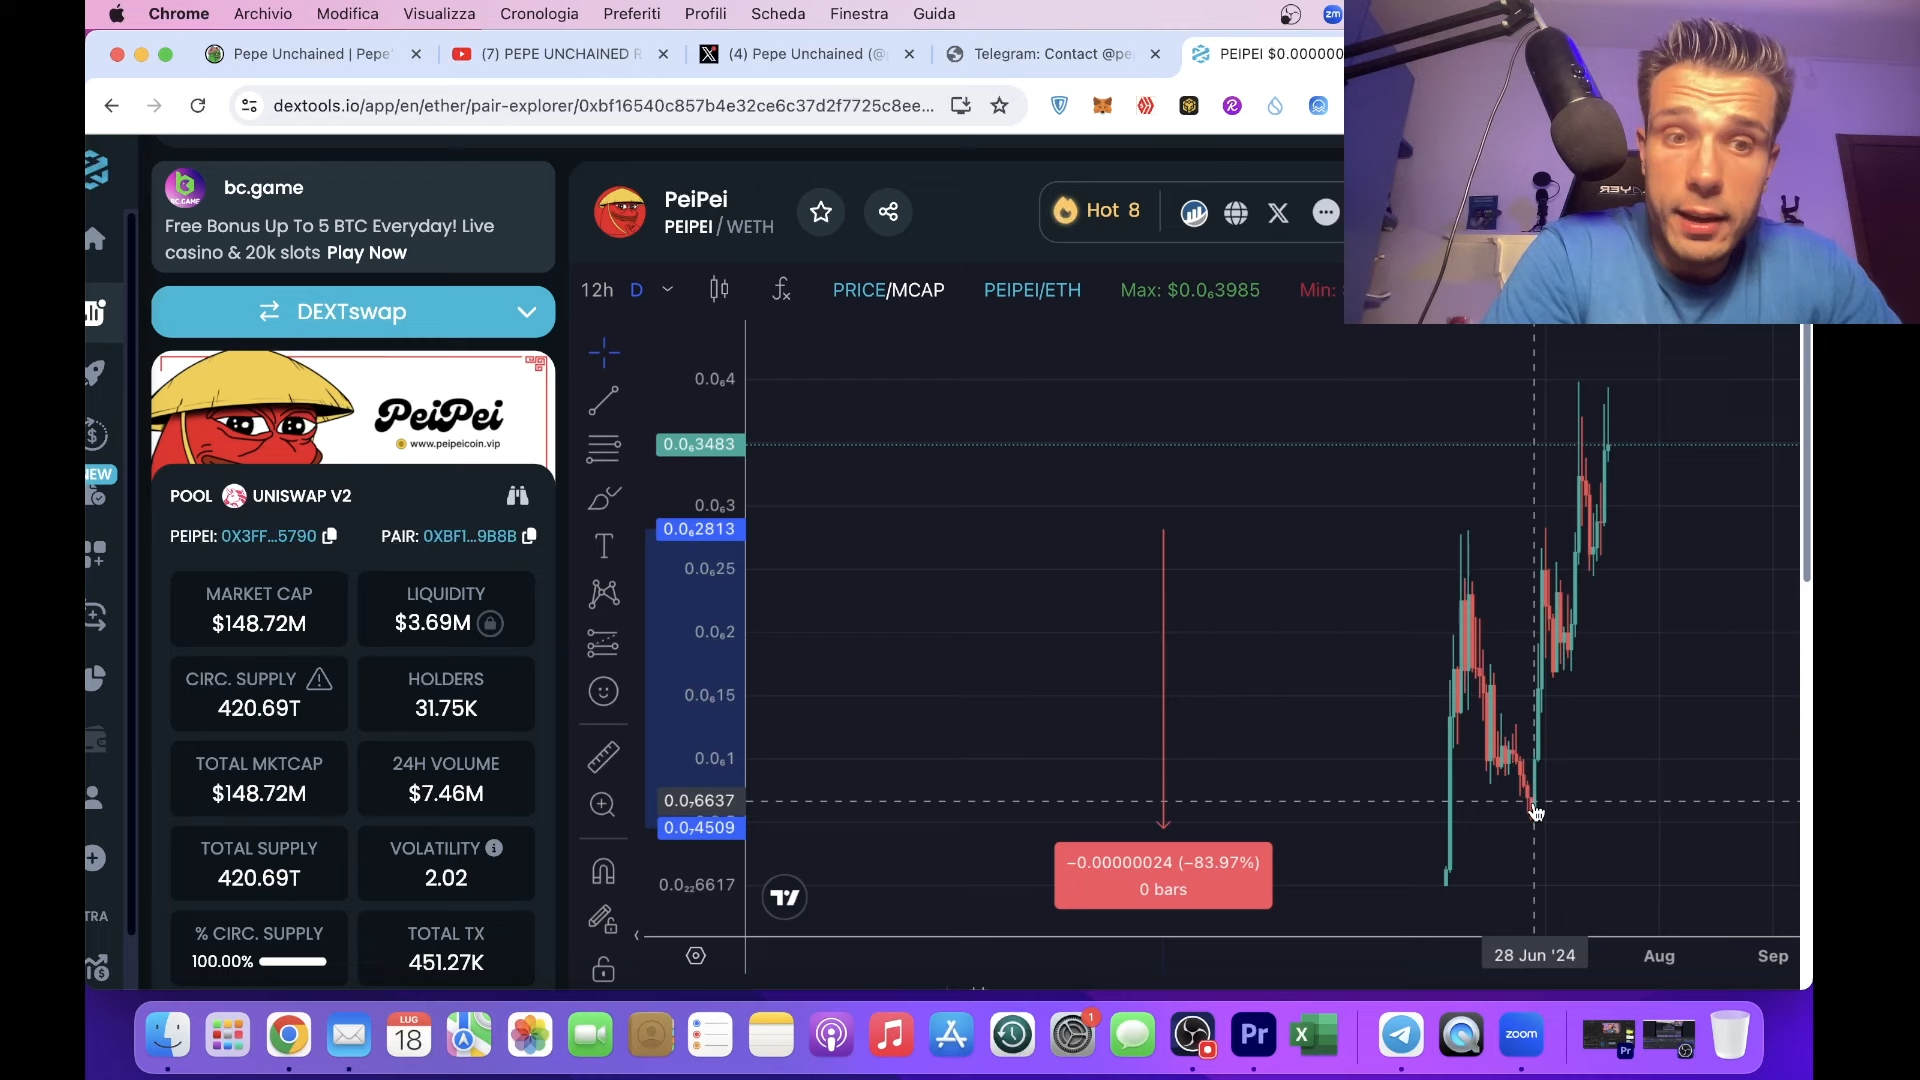 Chrome Archivio Modifica Visualizza Cronologia Preferiti Profili Scheda Finestra Guida zm
Pepe Unchained | Pepe' (7) PEPE UNCHAINED R (4) Pepe Unchained (@ Telegram: Contact @pe PEIPEI $0.000000
dextools.io/app/en/ether/pair-explorer/0xbf16540c857b4e32ce6c37d2f7725c8ee...
bc.game
Free Bonus Up To 5 BTC Everyday! Live
casino & 20k slots Play Now
DEXTswap
PeiPei
www.peipeicoin.vip
POOL UNISWAP V2
PEIPEI: 0X3FF...5790 PAIR: 0XBF1...9B8B
MARKET CAP
$148.72M
LIQUIDITY
$3.69M
CIRC. SUPPLY
420.69T
HOLDERS
31.75K
TOTAL MKTCAP
$148.72M
24H VOLUME
$7.46M
TOTAL SUPPLY
420.69T
VOLATILITY
2.02
% CIRC. SUPPLY
100.00%
TOTAL TX
451.27K
NEW
TRA
PeiPei
PEIPEI / WETH
Hot 8
12h D PRICE/MCAP PEIPEI/ETH Max: $0.0₆3985 Min:
0.0₆4
0.0₆3483
0.0₆3
0.0₆2813
0.0₆25
0.0₆2
0.0₆15
0.0₆1
0.0₇6637
0.0₇4509
0.0₂₂6617
−0.00000024 (−83.97%)
0 bars
28 Jun '24 Aug Sep
LUG
18
1
Pr
zoom
Pr